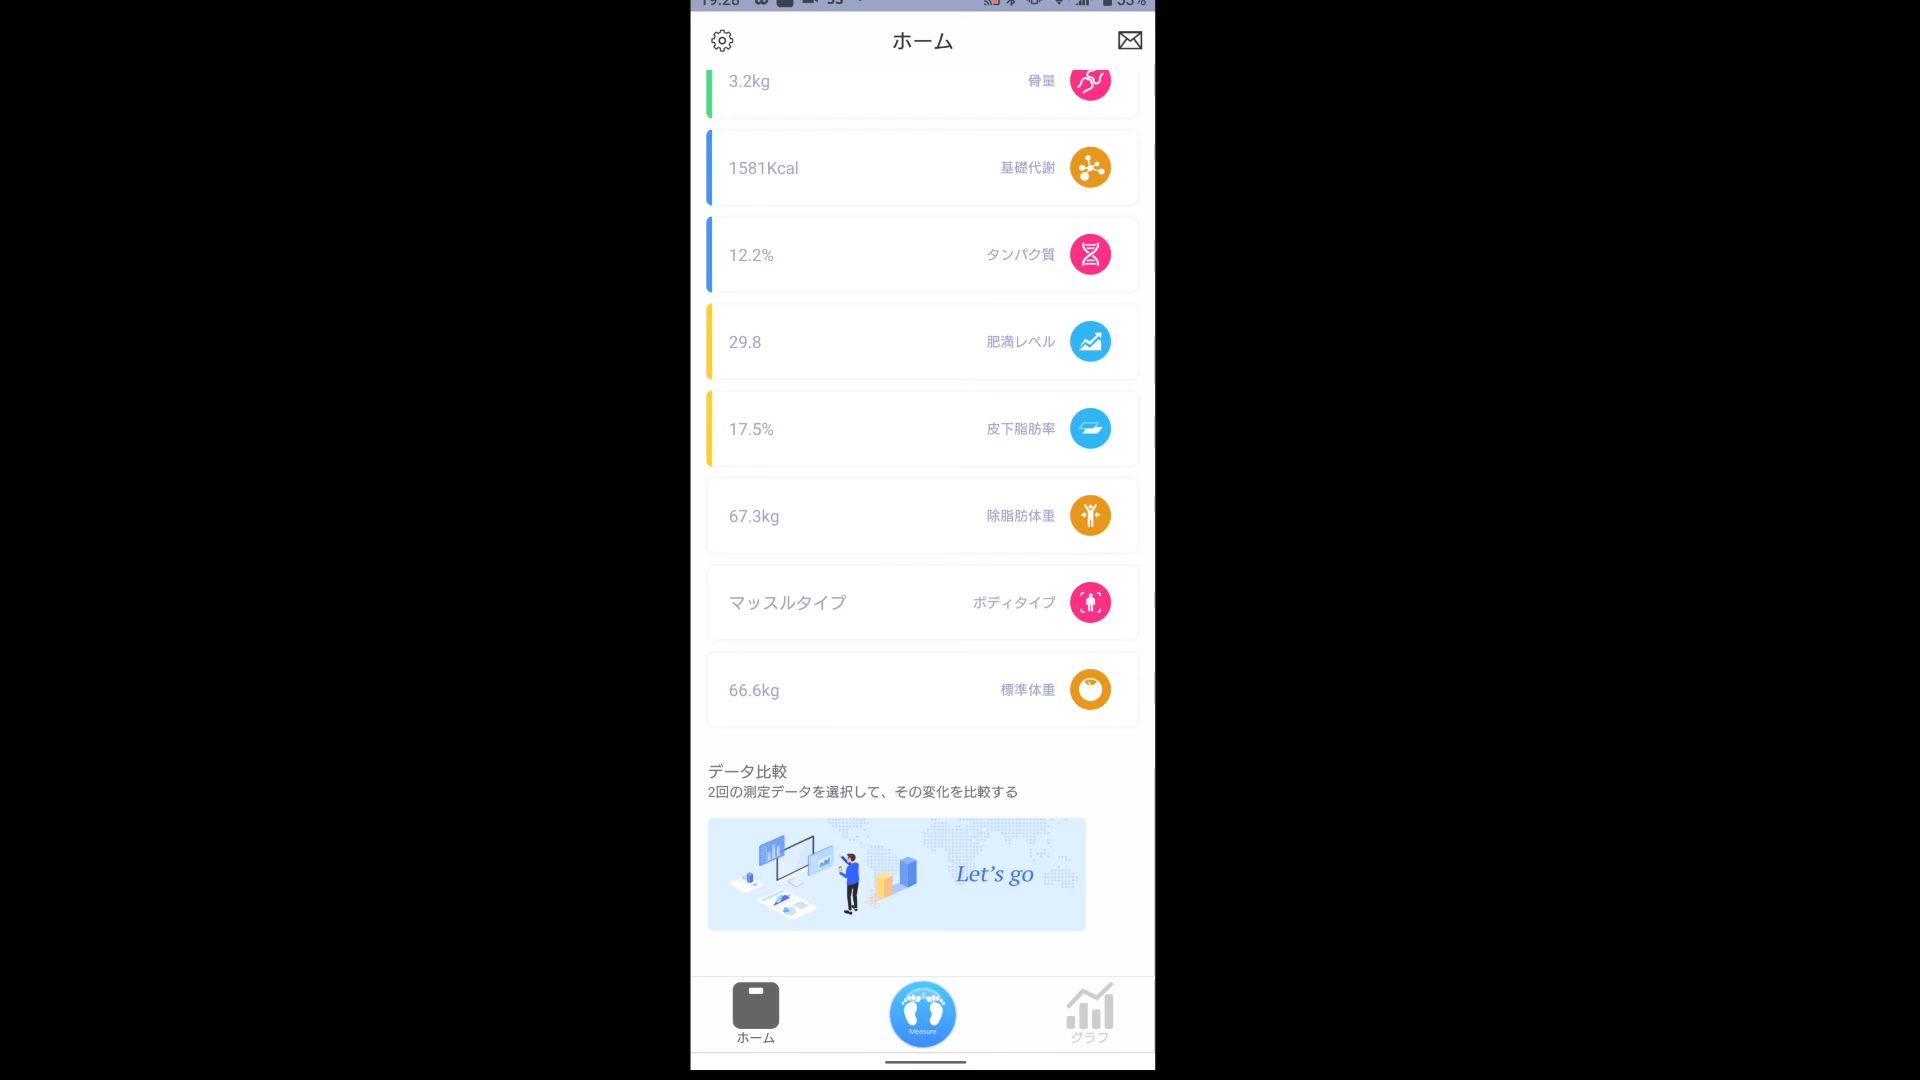 19:28
53%
ホーム
3.2kg 骨量
1581Kcal 基礎代謝
12.2% タンパク質
29.8 肥満レベル
17.5% 皮下脂肪率
67.3kg 除脂肪体重
マッスルタイプ ボディタイプ
66.6kg 標準体重
データ比較
2回の測定データを選択して、その変化を比較する
Let's go
Measure
ホーム
グラフ